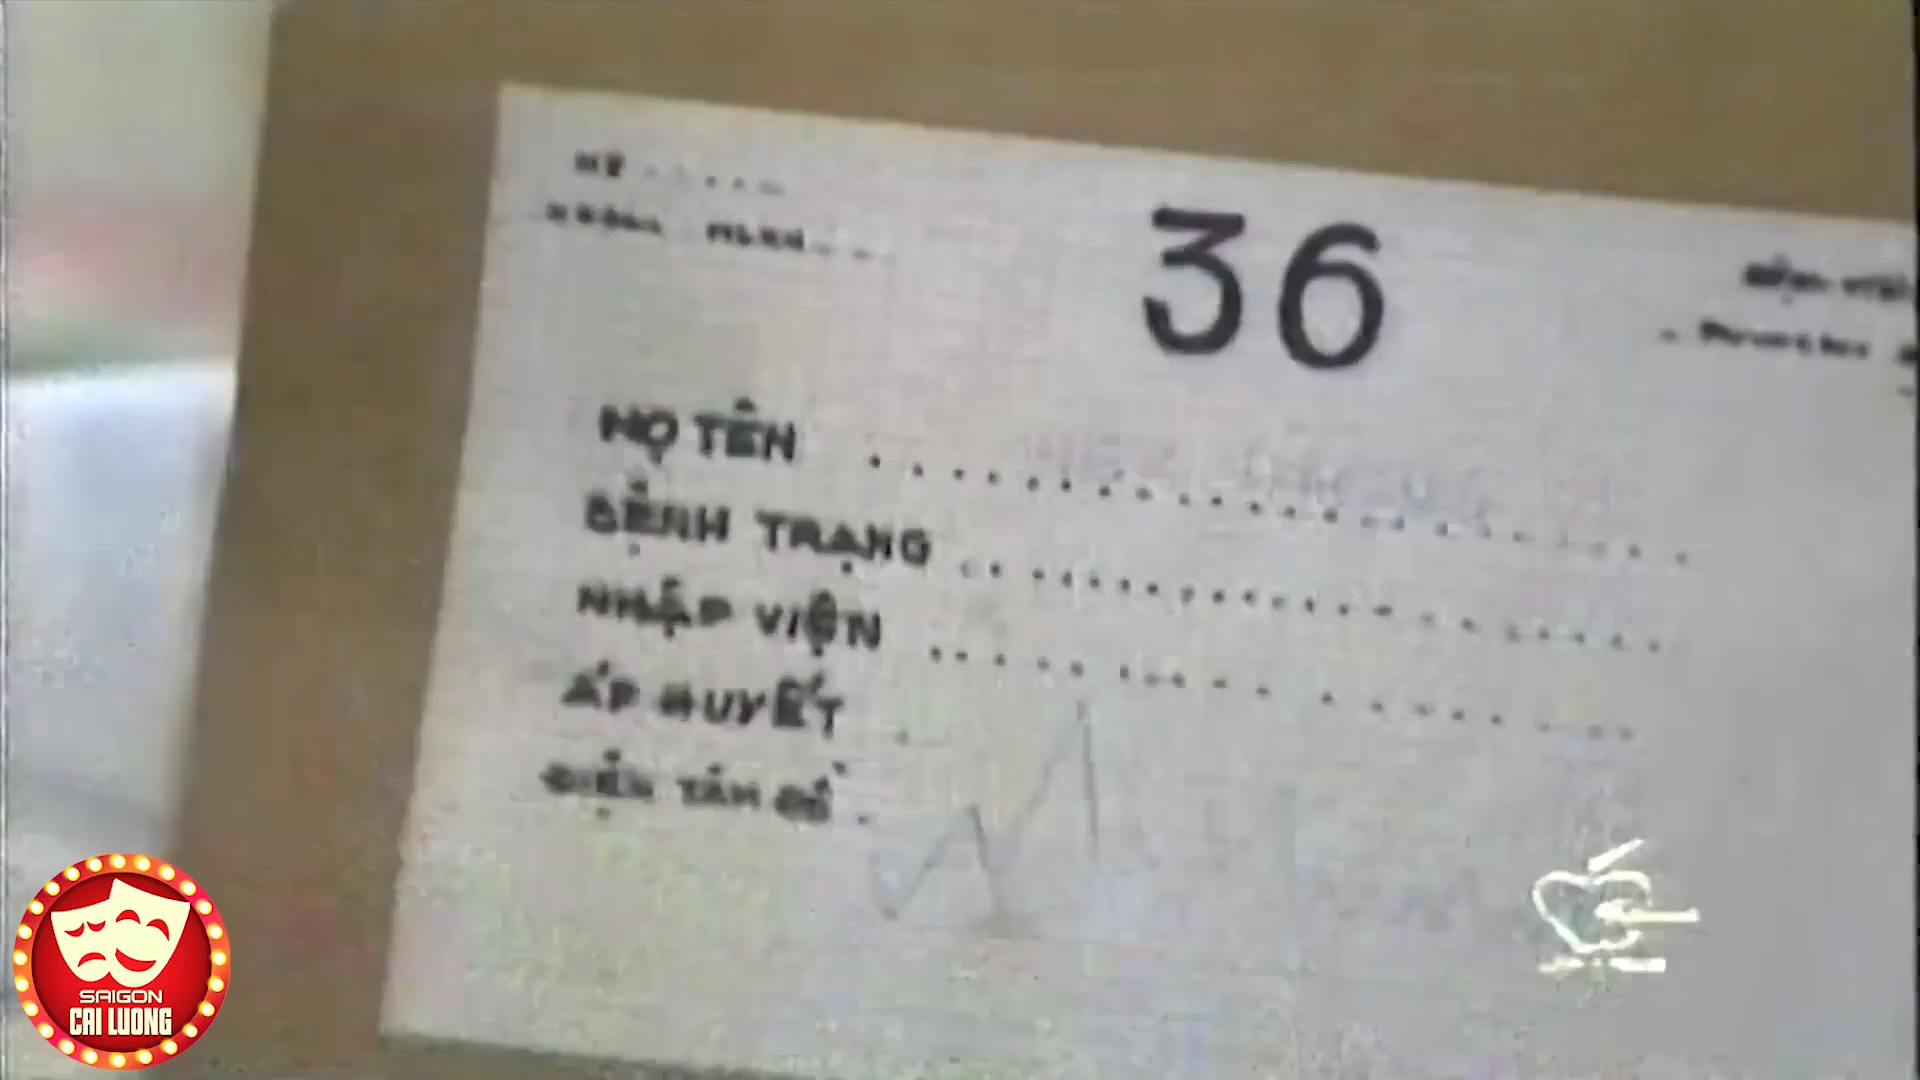 36
HỌ TÊN
BỆNH TRẠNG
NHẬP VIỆN
ÁP HUYẾT
ĐIỆN TÂM ĐỒ
SAIGON
CAI LUONG